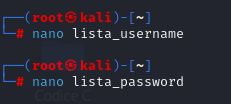 ┌──(root㉿kali)-[~]
└─# nano lista_username
┌──(root㉿kali)-[~]
└─# nano lista_password